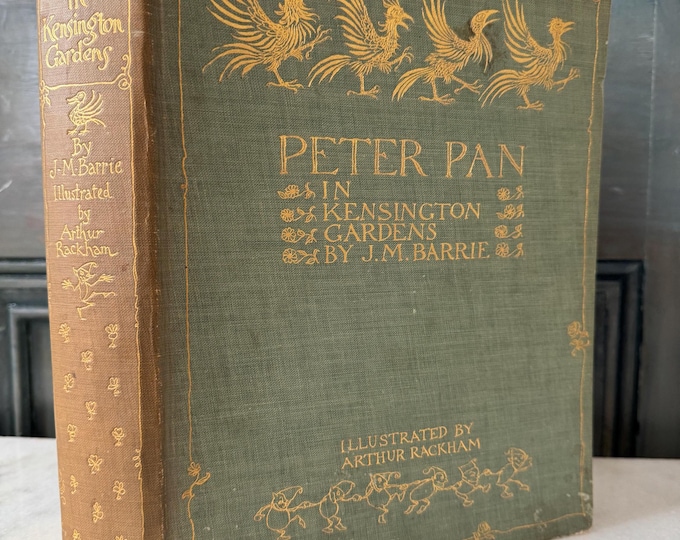 in
Kensington
Gardens
By
J·M·Barrie
Illustrated
by
Arthur
Rackham
PETER PAN
IN
KENSINGTON
GARDENS
BY J.M. BARRIE
ILLUSTRATED BY
ARTHUR RACKHAM